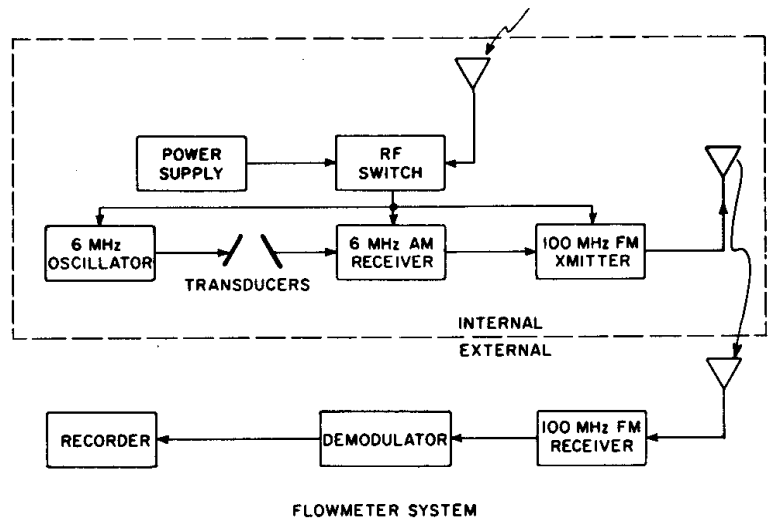 POWER
SUPPLY
RF
SWITCH
6 MHz
OSCILLATOR
TRANSDUCERS
6 MHz AM
RECEIVER
100 MHz FM
XMITTER
INTERNAL
EXTERNAL
RECORDER
DEMODULATOR
100 MHz FM
RECEIVER
FLOWMETER SYSTEM